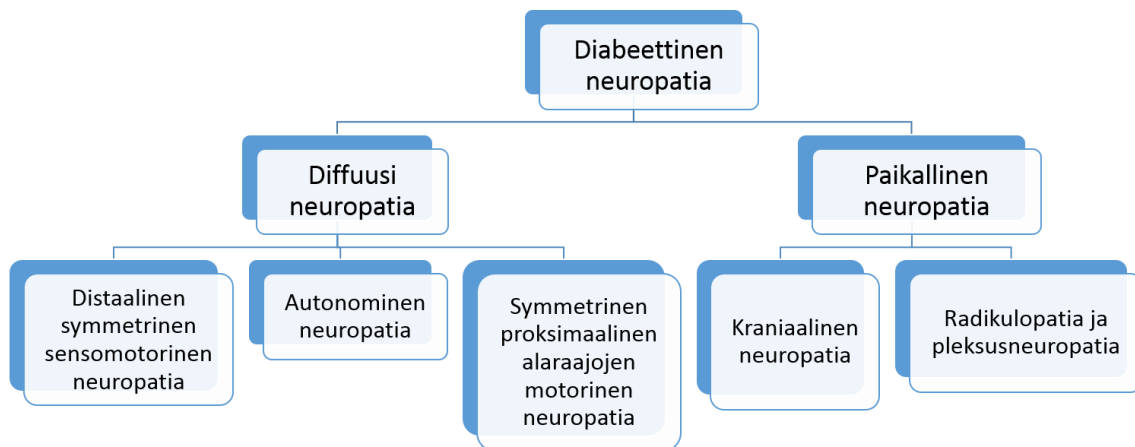 Diabeettinen
neuropatia
Diffuusi
neuropatia
Paikallinen
neuropatia
Distaalinen
symmetrinen
sensomotorinen
neuropatia
Autonominen
neuropatia
Symmetrinen
proksimaalinen
alaraajojen
motorinen
neuropatia
Kraniaalinen
neuropatia
Radikulopatia ja
pleksusneuropatia